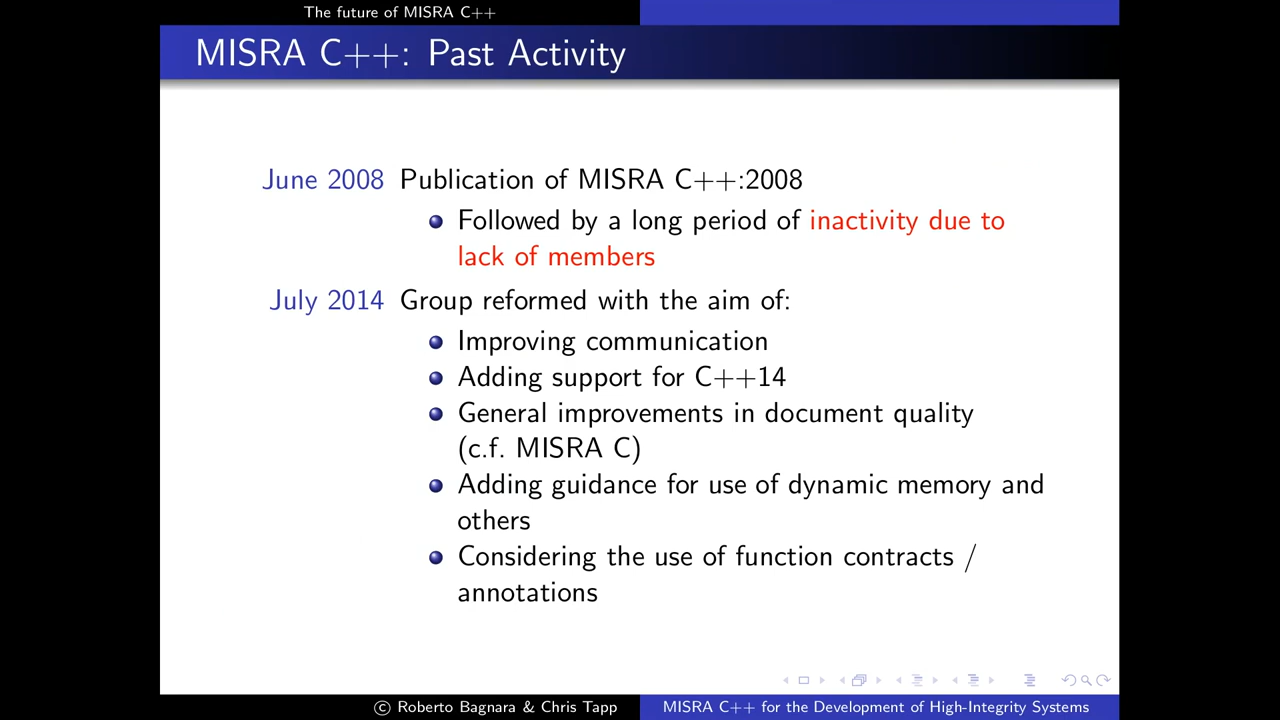 The future of MISRA C++
MISRA C++: Past Activity
June 2008 Publication of MISRA C++:2008
Followed by a long period of inactivity due to
lack of members
July 2014 Group reformed with the aim of:
Improving communication
Adding support for C++14
General improvements in document quality
(c.f. MISRA C)
Adding guidance for use of dynamic memory and
others
Considering the use of function contracts /
annotations
© Roberto Bagnara & Chris Tapp
MISRA C++ for the Development of High-Integrity Systems